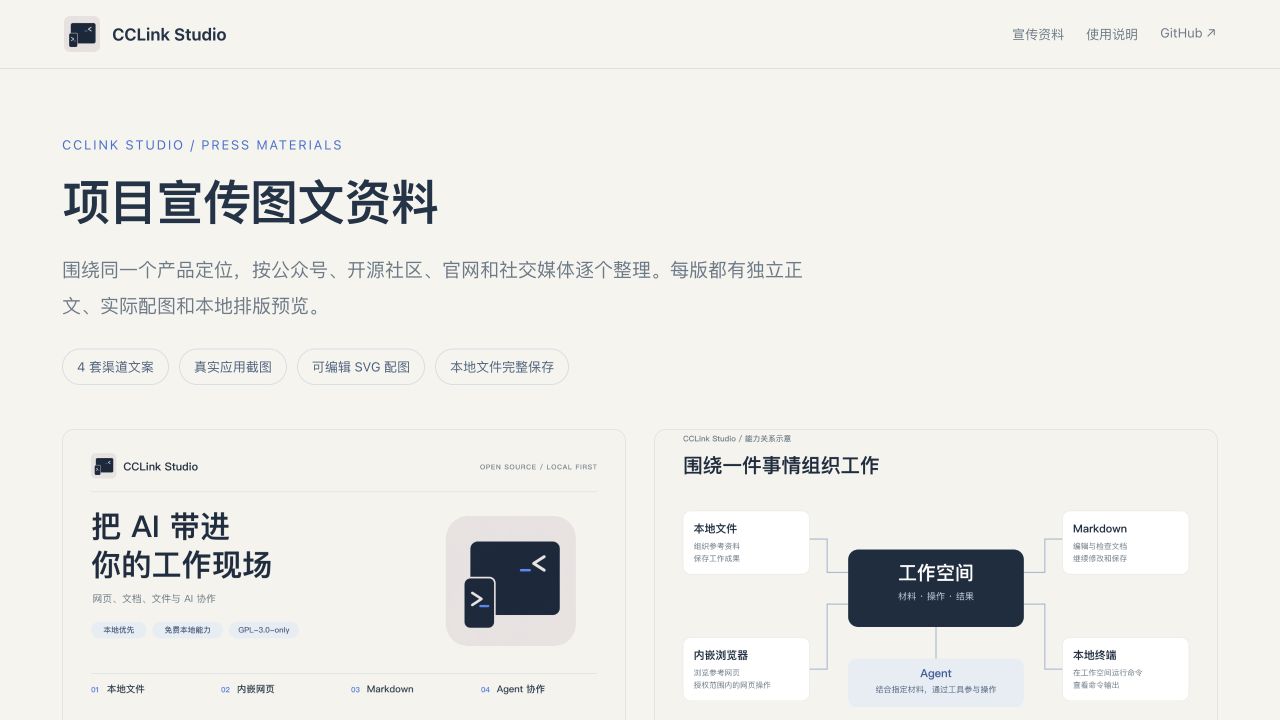 CCLink Studio
宣传资料 使用说明 GitHub ↗
CCLINK STUDIO / PRESS MATERIALS
项目宣传图文资料
围绕同一个产品定位，按公众号、开源社区、官网和社交媒体逐个整理。每版都有独立正
文、实际配图和本地排版预览。
4 套渠道文案 真实应用截图 可编辑 SVG 配图 本地文件完整保存
CCLink Studio
OPEN SOURCE / LOCAL FIRST
把 AI 带进
你的工作现场
网页、文档、文件与 AI 协作
本地优先 免费本地能力 GPL-3.0-only
01 本地文件 02 内嵌网页 03 Markdown 04 Agent 协作
CCLink Studio / 能力关系示意
围绕一件事情组织工作
本地文件
组织参考资料
保存工作成果
Markdown
编辑与检查文档
继续修改和保存
工作空间
材料 · 操作 · 结果
内嵌浏览器
浏览参考网页
授权范围内的网页操作
Agent
结合指定材料，通过工具参与操作
本地终端
在工作空间运行命令
查看命令输出